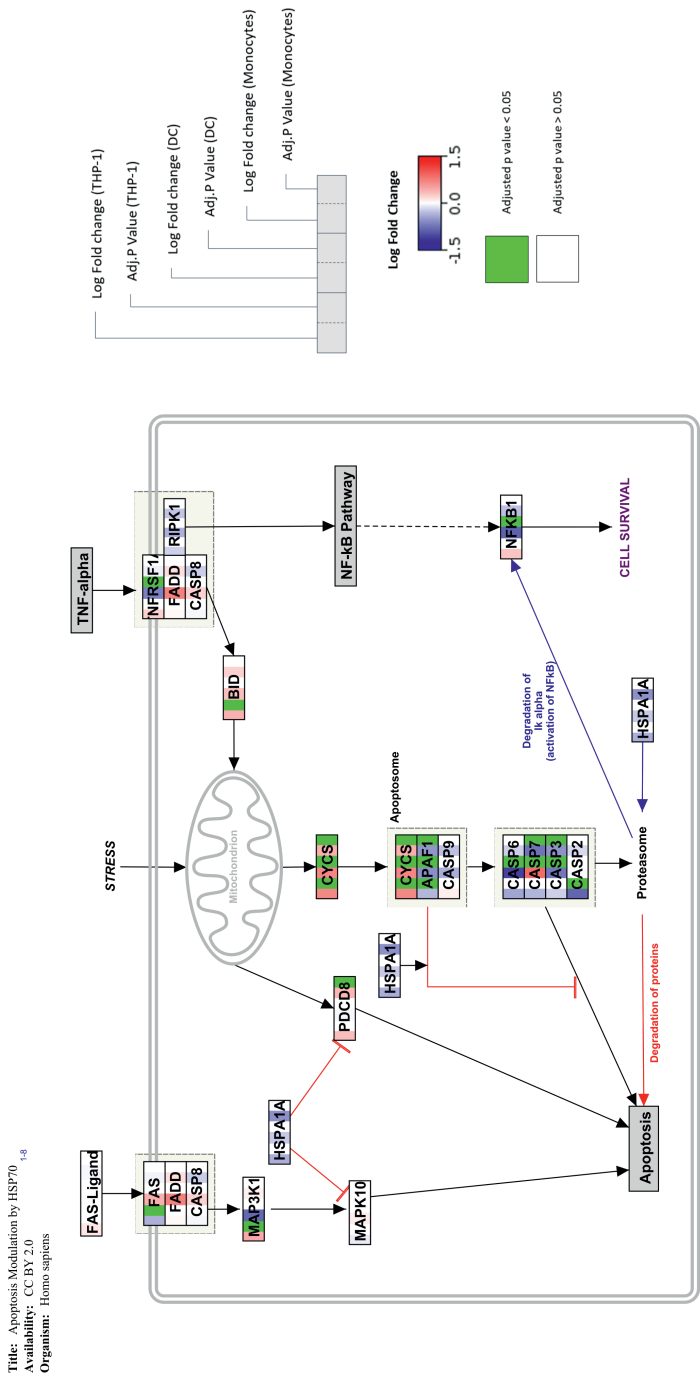 Title: Apoptosis Modulation by HSP70 1-8
Availability: CC BY 2.0
Organism: Homo sapiens
FAS-Ligand
STRESS
TNF-alpha
FAS
FADD
CASP8
NFRSF1A
FADD
CASP8
RIPK1
MAP3K1
HSPA1A
PDCD8
Mitochondrion
BID
MAPK10
CYCS
NF-kB Pathway
HSPA1A
Apoptosome
CYCS
APAF1
CASP9
CASP6
CASP7
CASP3
CASP2
NFKB1
Degradation of
Ik alpha
(activation of NFkB)
CELL SURVIVAL
Apoptosis
Degradation of proteins
Proteasome
HSPA1A
Log Fold change (THP-1)
Adj.P Value (THP-1)
Log Fold change (DC)
Adj.P Value (DC)
Log Fold change (Monocytes)
Adj.P Value (Monocytes)
Log Fold Change
-1.5 0.0 1.5
Adjusted p value < 0.05
Adjusted p value > 0.05